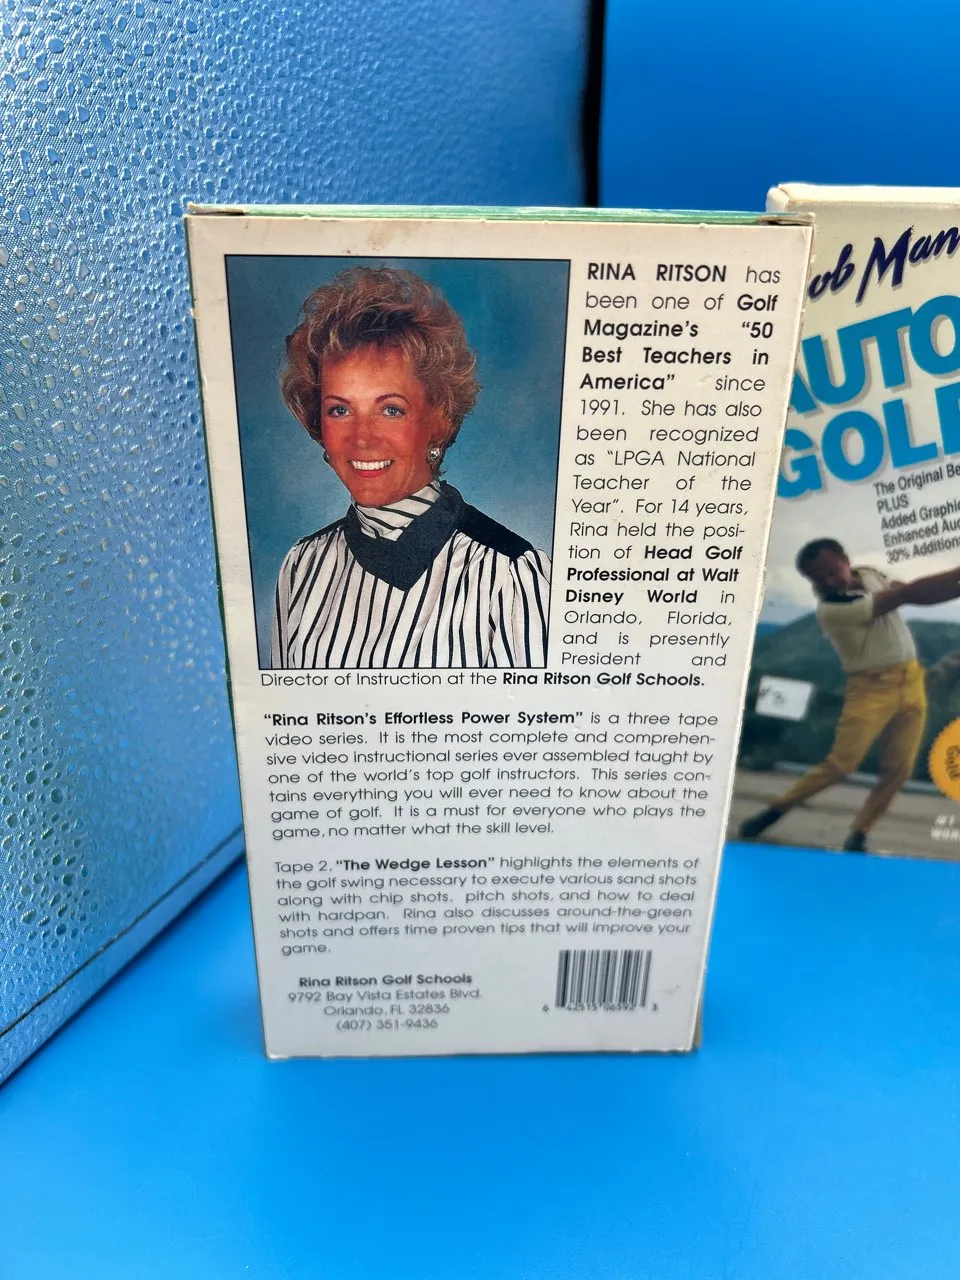 RINA RITSON has
been one of Golf
Magazine's "50
Best Teachers in
America" since
1991. She has also
been recognized
as "LPGA National
Teacher of the
Year". For 14 years,
Rina held the posi-
tion of Head Golf
Professional at Walt
Disney World in
Orlando, Florida,
and is presently
President and
Director of Instruction at the Rina Ritson Golf Schools.
"Rina Ritson's Effortless Power System" is a three tape
video series. It is the most complete and comprehen-
sive video instructional series ever assembled taught by
one of the world's top golf instructors. This series con-
tains everything you will ever need to know about the
game of golf. It is a must for everyone who plays the
game, no matter what the skill level.
Tape 2, "The Wedge Lesson" highlights the elements of
the golf swing necessary to execute various sand shots
along with chip shots, pitch shots, and how to deal
with hardpan. Rina also discusses around-the-green
shots and offers time proven tips that will improve your
game.
Rina Ritson Golf Schools
9792 Bay Vista Estates Blvd.
Orlando, FL 32836
(407) 351-9436
ob Man
AUTO
GOLF
The Original Be
PLUS
Added Graphic
Enhanced Aud
30% Additiona
Gold
#1